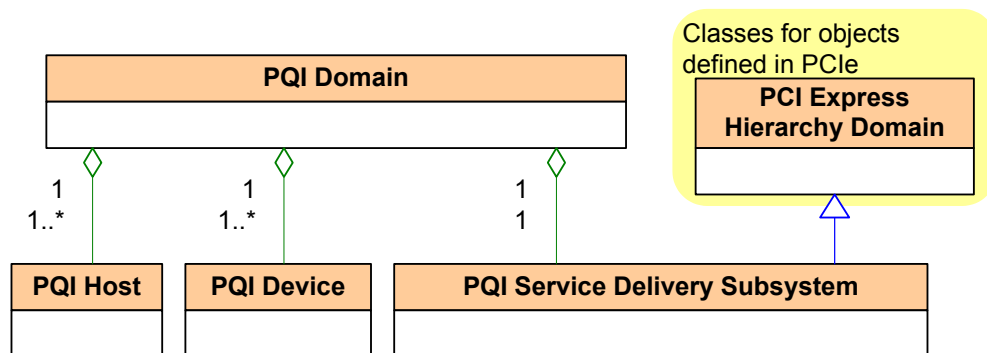 Classes for objects
defined in PCIe
PQI Domain
PCI Express
Hierarchy Domain
1
1..*
1
1..*
1
1
PQI Host
PQI Device
PQI Service Delivery Subsystem